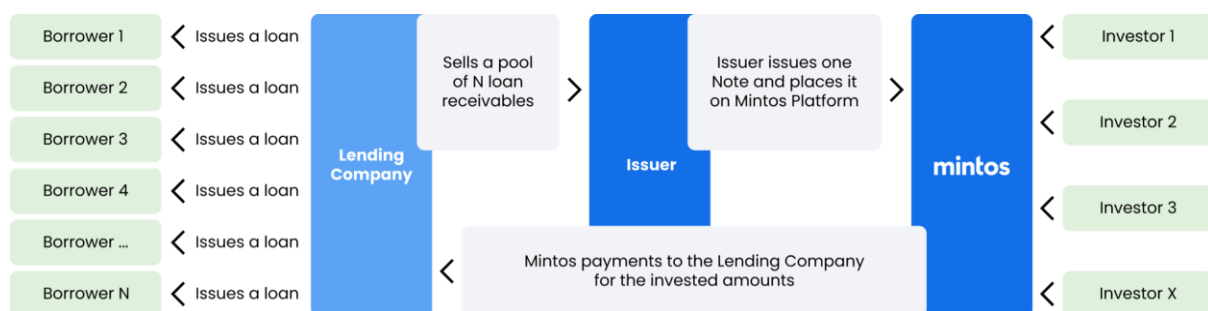 Borrower 1
Issues a loan
Borrower 2
Issues a loan
Borrower 3
Issues a loan
Borrower 4
Issues a loan
Borrower ...
Issues a loan
Borrower N
Issues a loan
Lending
Company
Sells a pool
of N loan
receivables
Issuer
Issuer issues one
Note and places it
on Mintos Platform
mintos
Mintos payments to the Lending Company
for the invested amounts
Investor 1
Investor 2
Investor 3
Investor X